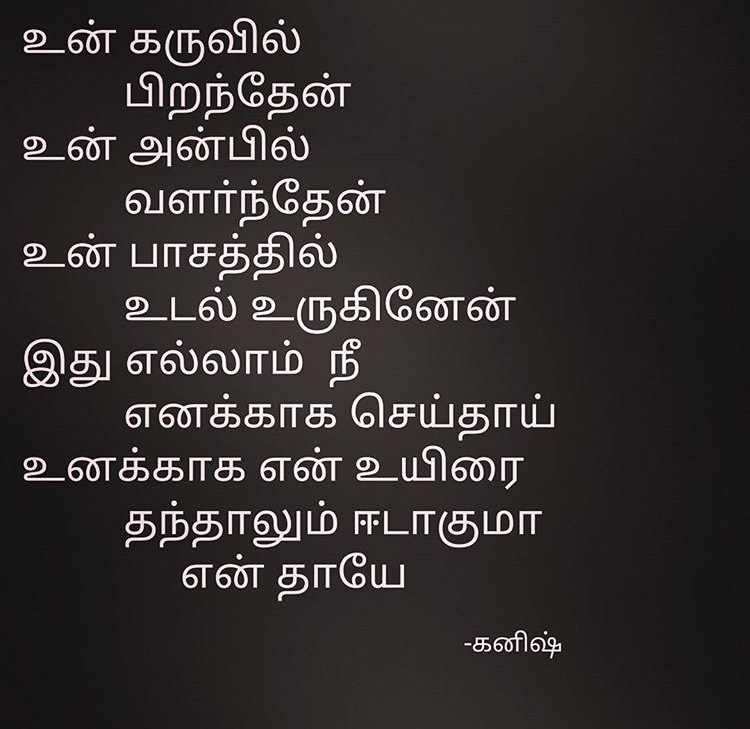 உன் கருவில்
பிறந்தேன்
உன் அன்பில்
வளர்ந்தேன்
உன் பாசத்தில்
உடல் உருகினேன்
இது எல்லாம் நீ
எனக்காக செய்தாய்
உனக்காக என் உயிரை
தந்தாலும் ஈடாகுமா
என் தாயே
-கனிஷ்